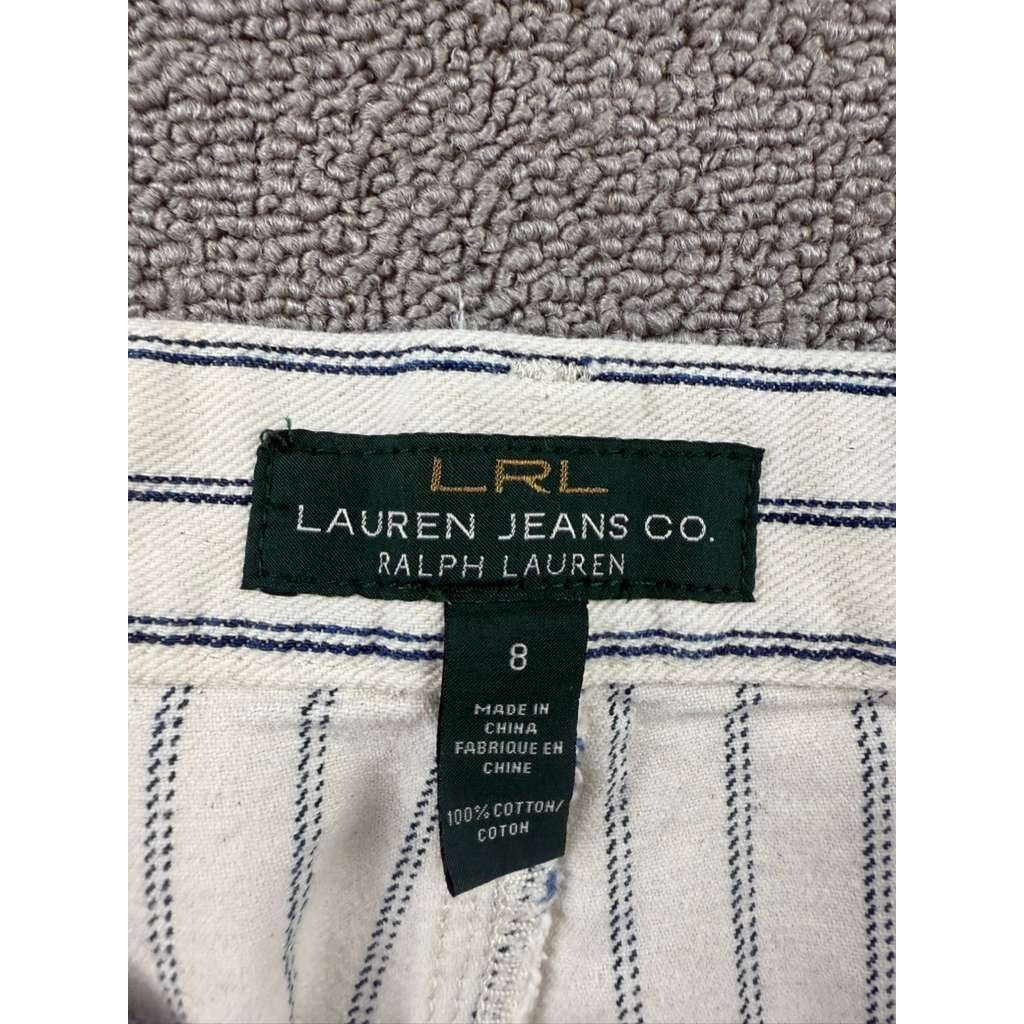 LRL
LAUREN JEANS CO.
RALPH LAUREN
8
MADE IN
CHINA
FABRIQUE EN
CHINE
100% COTTON/
COTON